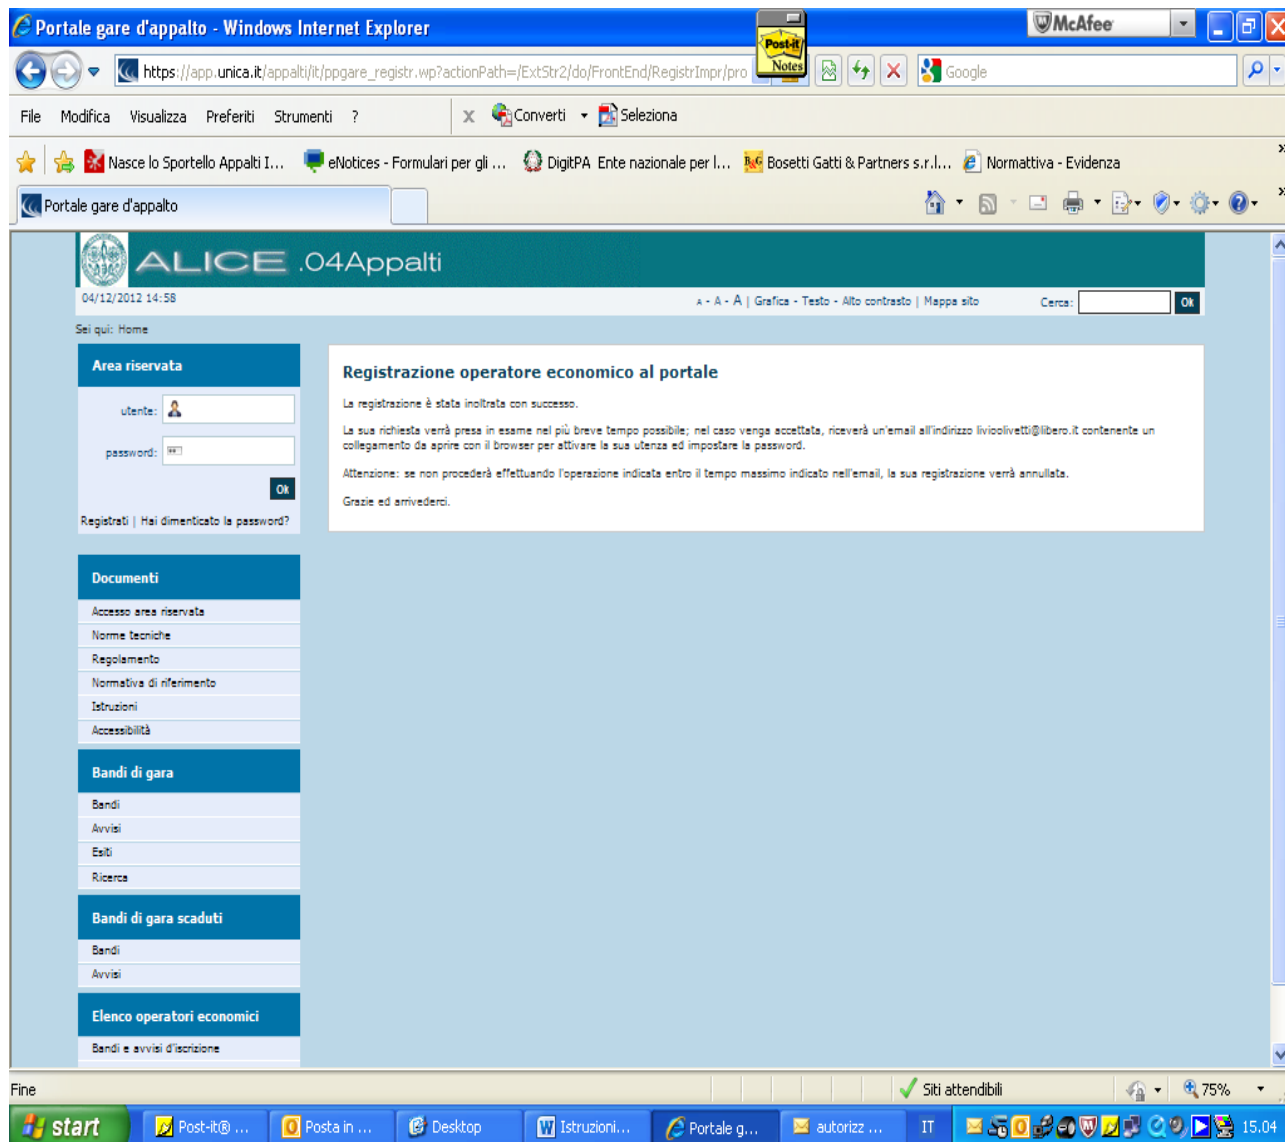 Portale gare d'appalto - Windows Internet Explorer
McAfee
Post-it Notes
https://app.unica.it/appalti/it/ppgare_registr.wp?actionPath=/ExtStr2/do/FrontEnd/RegistrImpr/pro
Google
File Modifica Visualizza Preferiti Strumenti ?
x Converti Seleziona
Nasce lo Sportello Appalti I... eNotices - Formulari per gli ... DigitPA Ente nazionale per l... B&G Bosetti Gatti & Partners s.r.l... Normattiva - Evidenza
Portale gare d'appalto
ALICE .04Appalti
04/12/2012 14:58
A - A - A | Grafica - Testo - Alto contrasto | Mappa sito Cerca: Ok
Sei qui: Home
Area riservata
utente:
password:
Ok
Registrati | Hai dimenticato la password?
Registrazione operatore economico al portale
La registrazione è stata inoltrata con successo.
La sua richiesta verrà presa in esame nel più breve tempo possibile; nel caso venga accettata, riceverà un'email all'indirizzo livioolivetti@libero.it contenente un
collegamento da aprire con il browser per attivare la sua utenza ed impostare la password.
Attenzione: se non procederà effettuando l'operazione indicata entro il tempo massimo indicato nell'email, la sua registrazione verrà annullata.
Grazie ed arrivederci.
Documenti
Accesso area riservata
Norme tecniche
Regolamento
Normativa di riferimento
Istruzioni
Accessibilità
Bandi di gara
Bandi
Avvisi
Esiti
Ricerca
Bandi di gara scaduti
Bandi
Avvisi
Elenco operatori economici
Bandi e avvisi d'iscrizione
Fine
Siti attendibili
75%
start
Post-it® ... Posta in ... Desktop Istruzioni... Portale g... autorizz ... IT 15.04